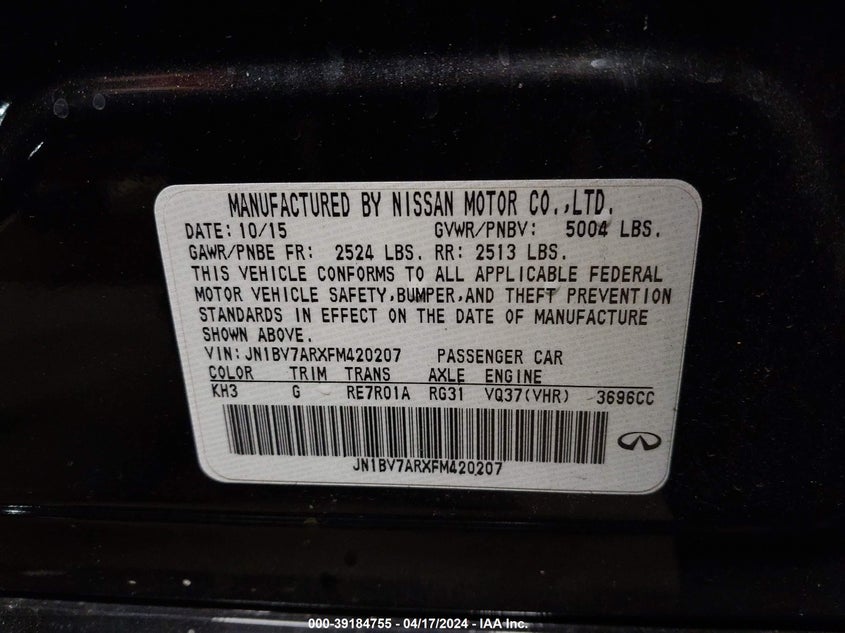 MANUFACTURED BY NISSAN MOTOR CO.,LTD.
DATE: 10/15 GVWR/PNBV: 5004 LBS.
GAWR/PNBE FR: 2524 LBS. RR: 2513 LBS.
THIS VEHICLE CONFORMS TO ALL APPLICABLE FEDERAL
MOTOR VEHICLE SAFETY,BUMPER,AND THEFT PREVENTION
STANDARDS IN EFFECT ON THE DATE OF MANUFACTURE
SHOWN ABOVE.
VIN: JN1BV7ARXFM420207 PASSENGER CAR
COLOR TRIM TRANS AXLE ENGINE
KH3 G RE7R01A RG31 VQ37(VHR) 3696CC
JN1BV7ARXFM420207
000-39184755 - 04/17/2024 - IAA Inc.